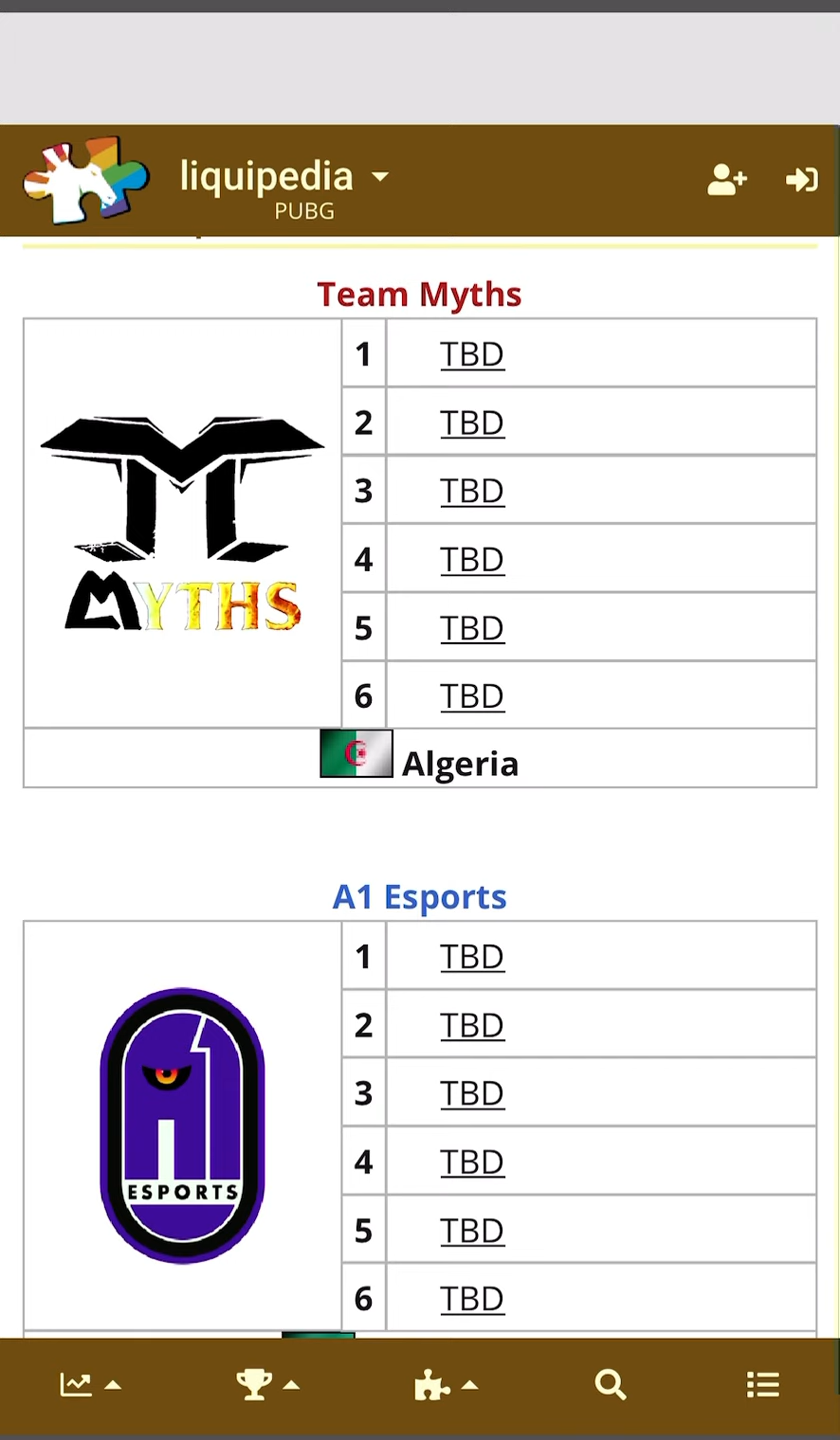 liquipedia
PUBG
Team Myths
1 TBD
2 TBD
3 TBD
4 TBD
5 TBD
6 TBD
MYTHS
Algeria
A1 Esports
1 TBD
2 TBD
3 TBD
4 TBD
5 TBD
6 TBD
A1
ESPORTS